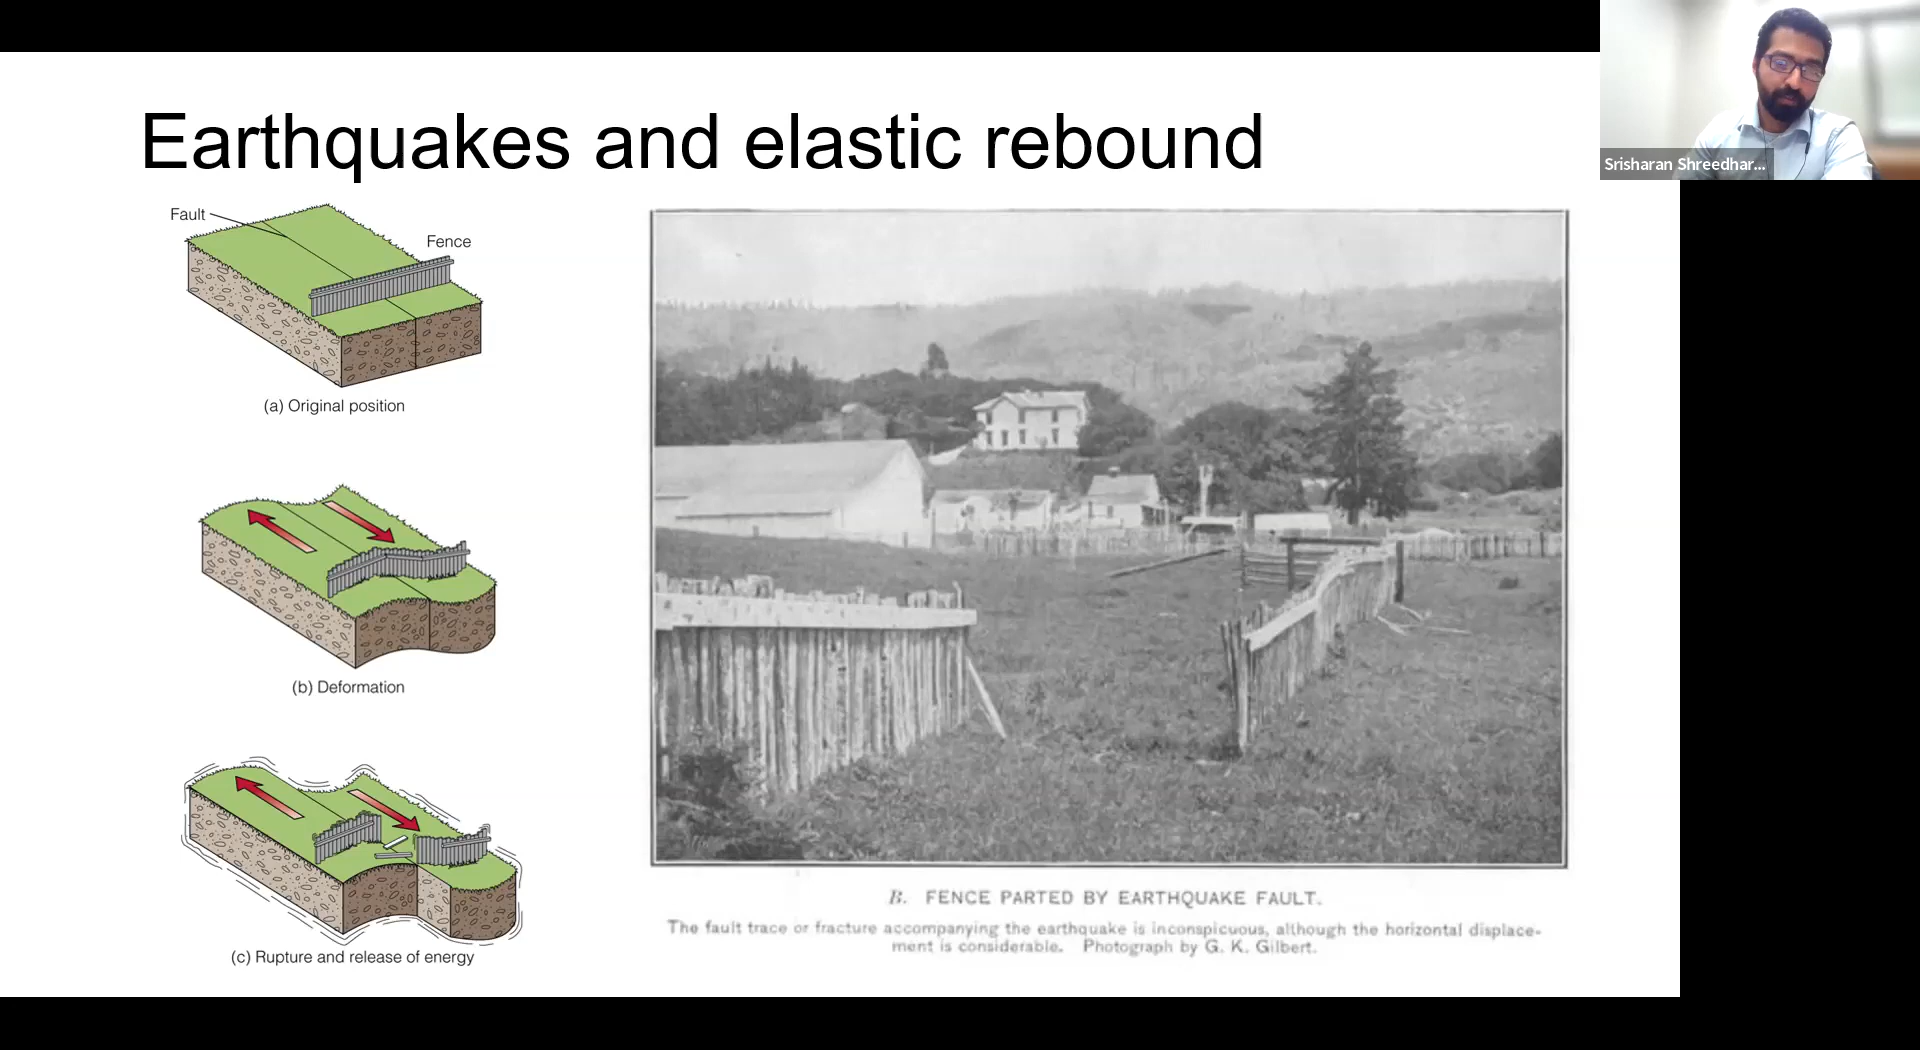 Earthquakes and elastic rebound
Srisharan Shreedhar...
Fault
Fence
(a) Original position
(b) Deformation
(c) Rupture and release of energy
B. FENCE PARTED BY EARTHQUAKE FAULT.
The fault trace or fracture accompanying the earthquake is inconspicuous, although the horizontal displace-
ment is considerable. Photograph by G. K. Gilbert.